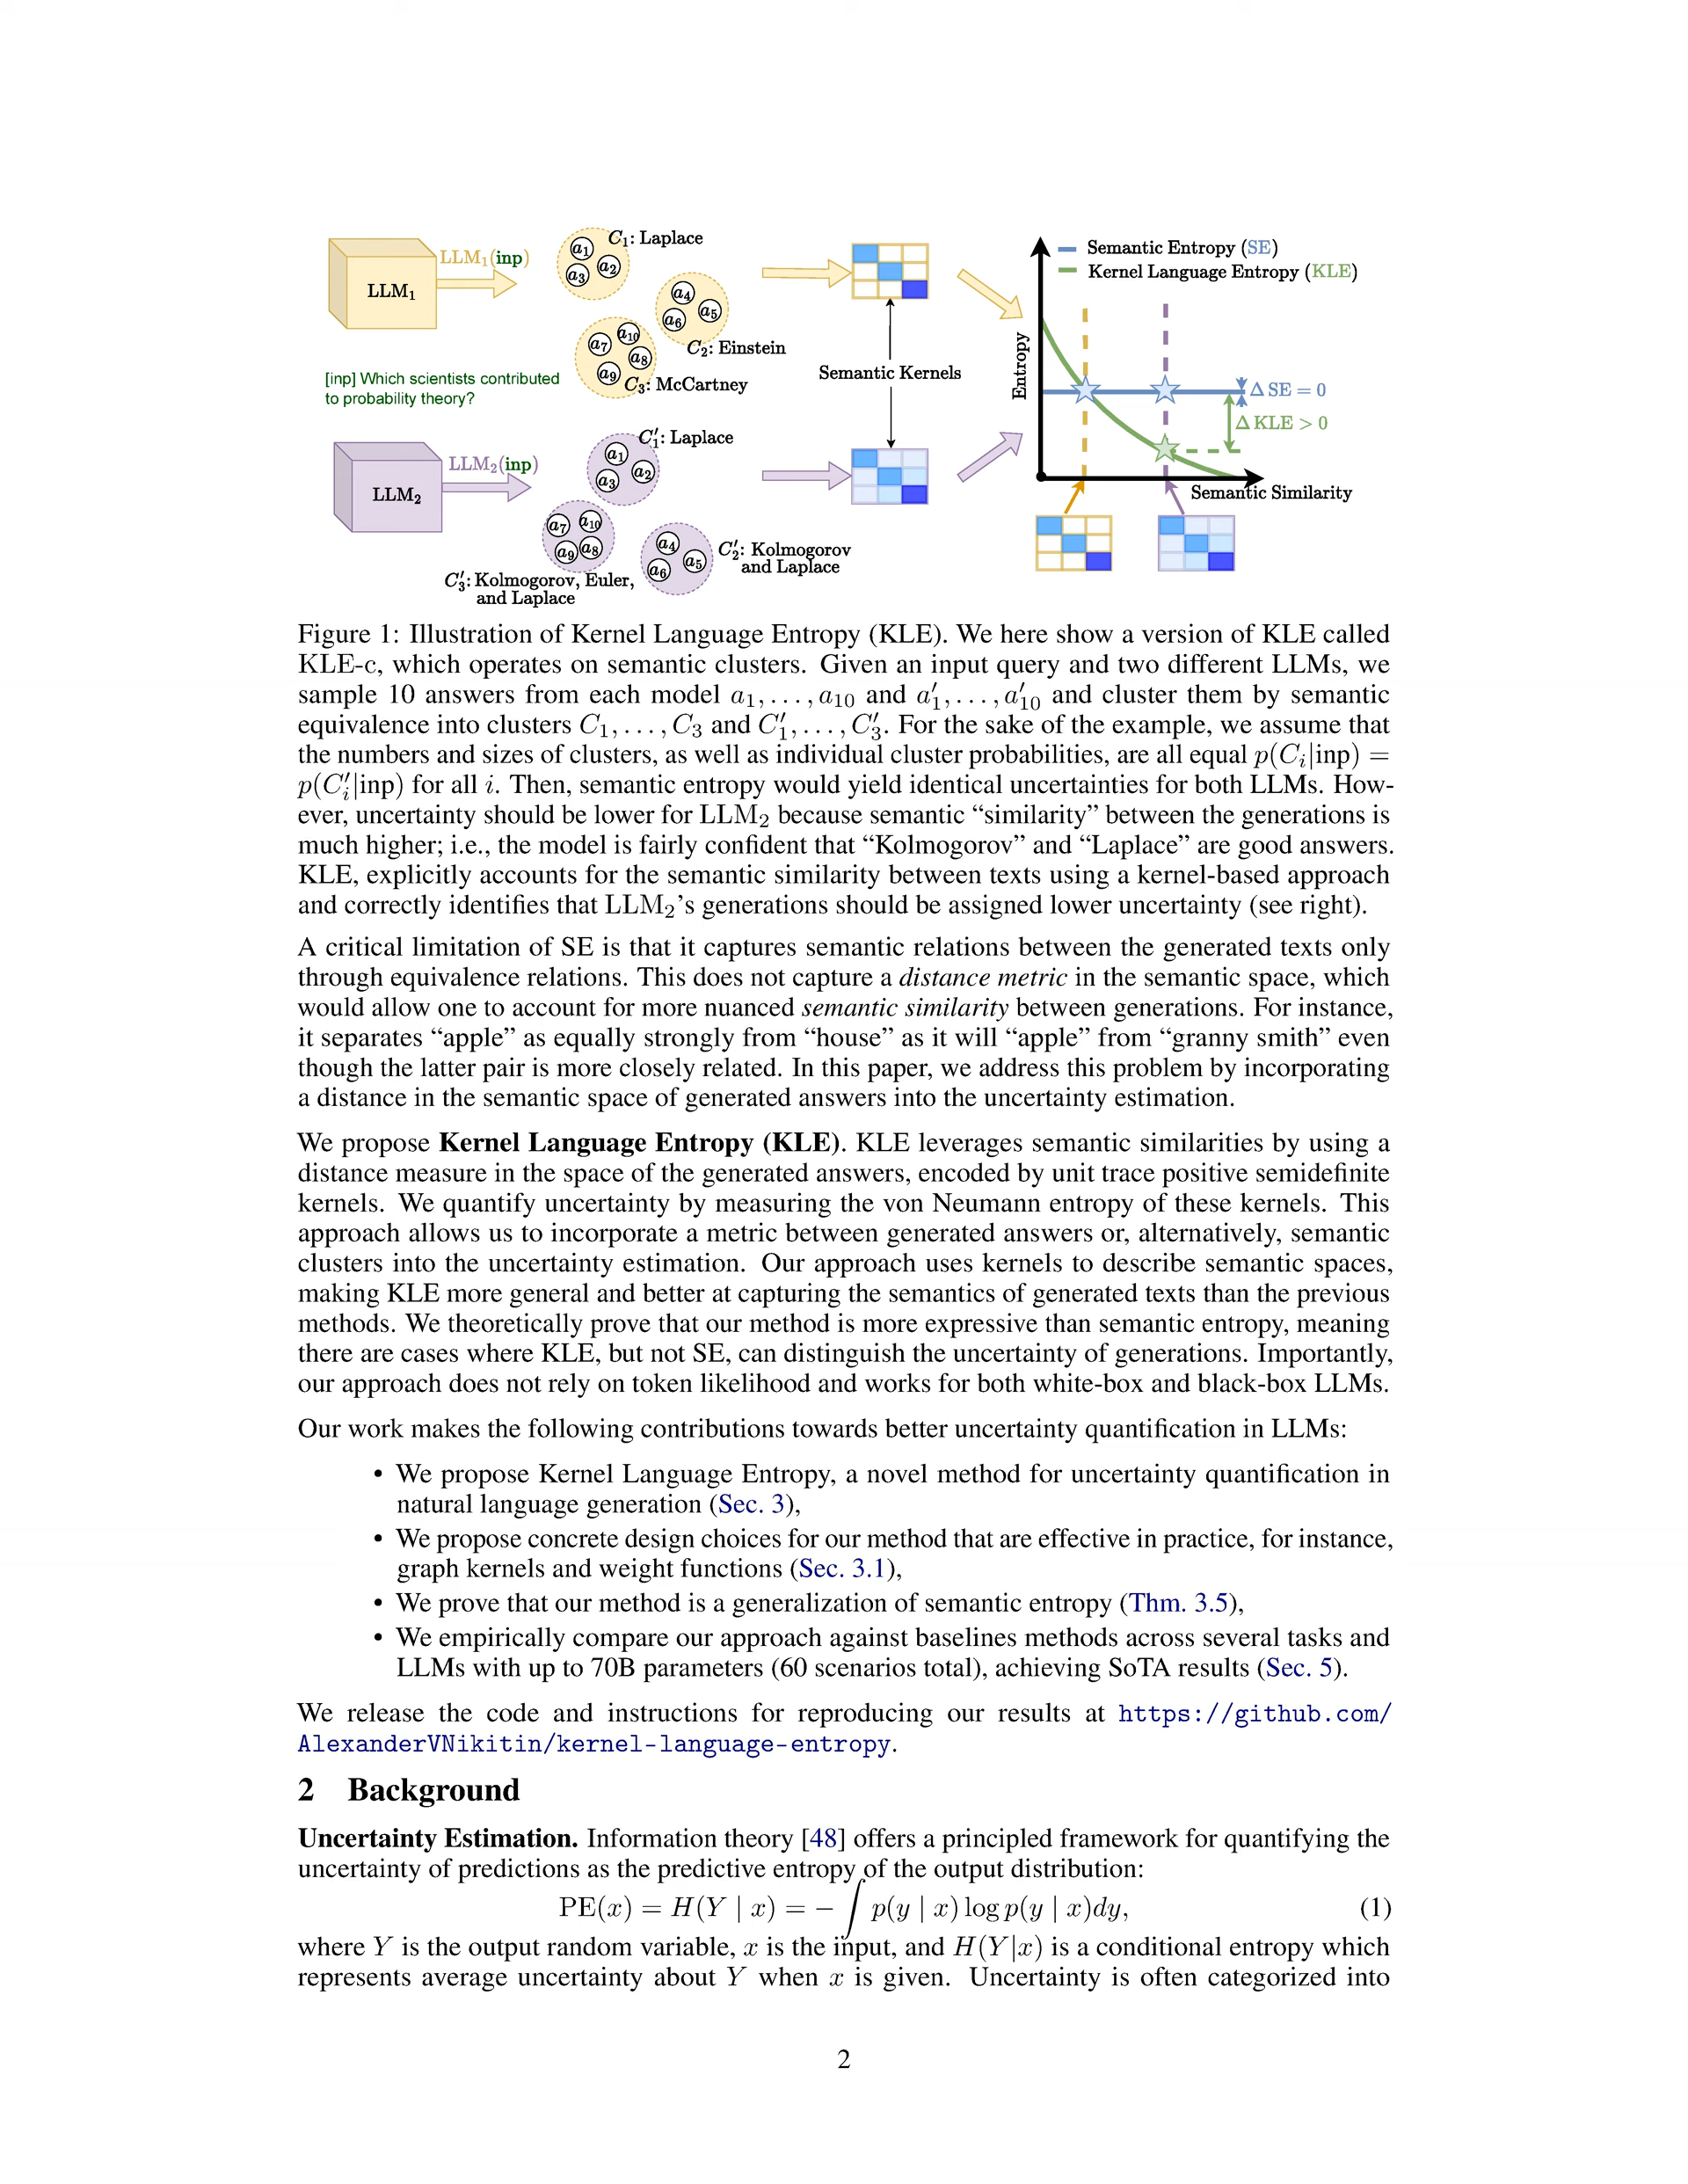 LLM₁
LLM₁(inp)
C₁: Laplace
a₁
a₂
a₃
a₄
a₅
a₆
C₂: Einstein
a₇
a₁₀
a₈
a₉
C₃: McCartney
[inp] Which scientists contributed
to probability theory?
LLM₂
LLM₂(inp)
C′₁: Laplace
a₁
a₂
a₃
a₇
a₁₀
a₉
a₈
a₄
a₅
a₆
C′₂: Kolmogorov
and Laplace
C′₃: Kolmogorov, Euler,
and Laplace
Semantic Kernels
Semantic Entropy (SE)
Kernel Language Entropy (KLE)
Entropy
Δ SE = 0
Δ KLE > 0
Semantic Similarity
Figure 1: Illustration of Kernel Language Entropy (KLE). We here show a version of KLE called
KLE-c, which operates on semantic clusters. Given an input query and two different LLMs, we
sample 10 answers from each model a₁, . . . , a₁₀ and a′₁, . . . , a′₁₀ and cluster them by semantic
equivalence into clusters C₁, . . . , C₃ and C′₁, . . . , C′₃. For the sake of the example, we assume that
the numbers and sizes of clusters, as well as individual cluster probabilities, are all equal p(Cᵢ|inp) =
p(C′ᵢ|inp) for all i. Then, semantic entropy would yield identical uncertainties for both LLMs. How-
ever, uncertainty should be lower for LLM₂ because semantic “similarity” between the generations is
much higher; i.e., the model is fairly confident that “Kolmogorov” and “Laplace” are good answers.
KLE, explicitly accounts for the semantic similarity between texts using a kernel-based approach
and correctly identifies that LLM₂’s generations should be assigned lower uncertainty (see right).
A critical limitation of SE is that it captures semantic relations between the generated texts only
through equivalence relations. This does not capture a distance metric in the semantic space, which
would allow one to account for more nuanced semantic similarity between generations. For instance,
it separates “apple” as equally strongly from “house” as it will “apple” from “granny smith” even
though the latter pair is more closely related. In this paper, we address this problem by incorporating
a distance in the semantic space of generated answers into the uncertainty estimation.
We propose Kernel Language Entropy (KLE). KLE leverages semantic similarities by using a
distance measure in the space of the generated answers, encoded by unit trace positive semidefinite
kernels. We quantify uncertainty by measuring the von Neumann entropy of these kernels. This
approach allows us to incorporate a metric between generated answers or, alternatively, semantic
clusters into the uncertainty estimation. Our approach uses kernels to describe semantic spaces,
making KLE more general and better at capturing the semantics of generated texts than the previous
methods. We theoretically prove that our method is more expressive than semantic entropy, meaning
there are cases where KLE, but not SE, can distinguish the uncertainty of generations. Importantly,
our approach does not rely on token likelihood and works for both white-box and black-box LLMs.
Our work makes the following contributions towards better uncertainty quantification in LLMs:
• We propose Kernel Language Entropy, a novel method for uncertainty quantification in
natural language generation (Sec. 3),
• We propose concrete design choices for our method that are effective in practice, for instance,
graph kernels and weight functions (Sec. 3.1),
• We prove that our method is a generalization of semantic entropy (Thm. 3.5),
• We empirically compare our approach against baselines methods across several tasks and
LLMs with up to 70B parameters (60 scenarios total), achieving SoTA results (Sec. 5).
We release the code and instructions for reproducing our results at https://github.com/
AlexanderVNikitin/kernel-language-entropy.
2 Background
Uncertainty Estimation. Information theory [48] offers a principled framework for quantifying the
uncertainty of predictions as the predictive entropy of the output distribution:
PE(x) = H(Y | x) = − ∫ p(y | x) log p(y | x)dy, (1)
where Y is the output random variable, x is the input, and H(Y|x) is a conditional entropy which
represents average uncertainty about Y when x is given. Uncertainty is often categorized into
2